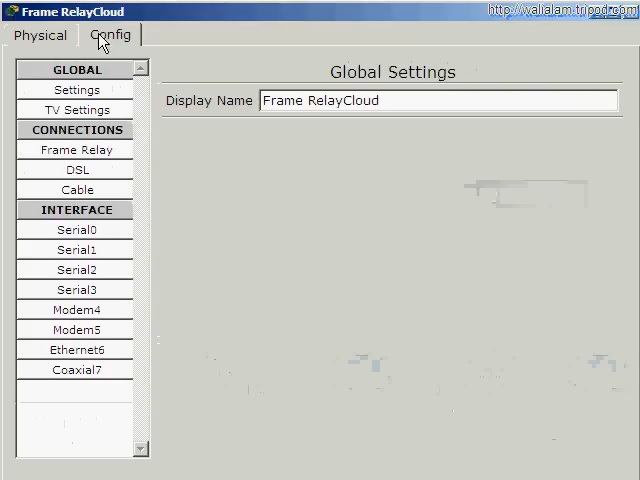 Frame RelayCloud
http://walialam.tripod.com
Physical
Config
GLOBAL
Settings
TV Settings
CONNECTIONS
Frame Relay
DSL
Cable
INTERFACE
Serial0
Serial1
Serial2
Serial3
Modem4
Modem5
Ethernet6
Coaxial7
Global Settings
Display Name
Frame RelayCloud